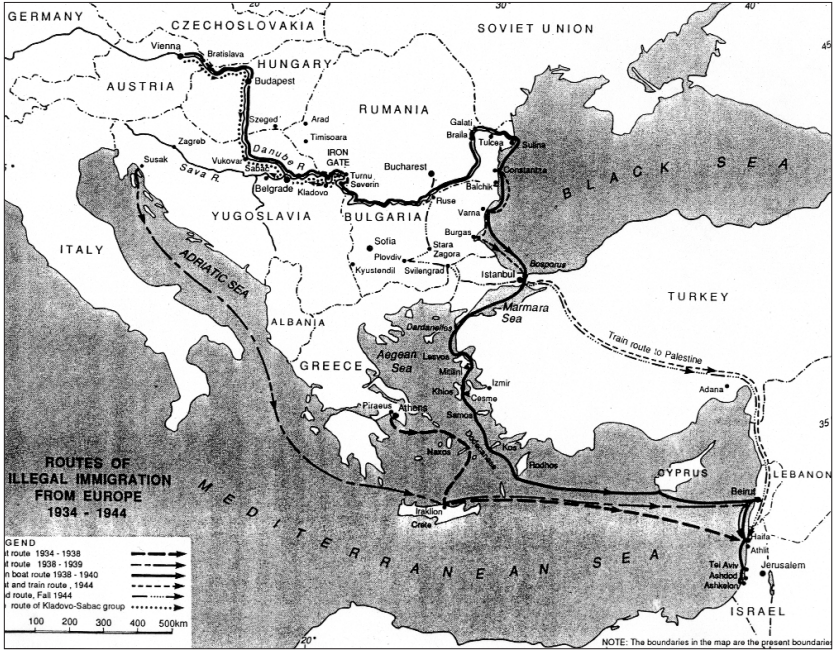 20°
30°
40°
GERMANY
CZECHOSLOVAKIA
SOVIET UNION
45
Vienna
Bratislava
HUNGARY
AUSTRIA
Budapest
RUMANIA
Szeged
Arad
Timisoara
Galati
Braila
Tulcea
Sulina
Zagreb
Susak
Sava R.
Vukovar
Danube R
Sabac
IRON
GATE
Turnu
Severin
Bucharest
Constantza
BLACK SEA
Belgrade
Kladovo
Balchik
Ruse
YUGOSLAVIA
BULGARIA
Varna
Burgas
ITALY
Sofia
Stara
Zagora
Plovdiv
Kyustendil
Svilengrad
ADRIATIC SEA
Bosporus
Istanbul
Marmara
Sea
TURKEY
ALBANIA
Dardanelles
GREECE
Aegean
Sea
Lesvos
Mitilini
Train route to Palestine
Khios
Izmir
Cesme
Adana
Piraeus
Athens
Samos
35
Naxos
Dodecanese
Kos
Rodhos
CYPRUS
LEBANON
Beirut
ROUTES OF
ILLEGAL IMMIGRATION
FROM EUROPE
1934 - 1944
MEDITERRANEAN SEA
Iraklion
Crete
Haifa
Athlit
Tel Aviv
Ashdod
Ashkelon
Jerusalem
ISRAEL
GEND
t route 1934 - 1938
t route 1938 - 1939
n boat route 1938 - 1940
t and train route, 1944
d route, Fall 1944
route of Kladovo-Sabac group
100 200 300 400 500km
20°
NOTE: The boundaries in the map are the present boundaries